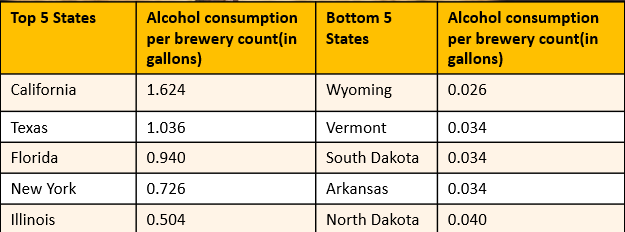 Top 5 States | Alcohol consumption per brewery count(in gallons) | Bottom 5 States | Alcohol consumption per brewery count(in gallons)
California | 1.624 | Wyoming | 0.026
Texas | 1.036 | Vermont | 0.034
Florida | 0.940 | South Dakota | 0.034
New York | 0.726 | Arkansas | 0.034
Illinois | 0.504 | North Dakota | 0.040